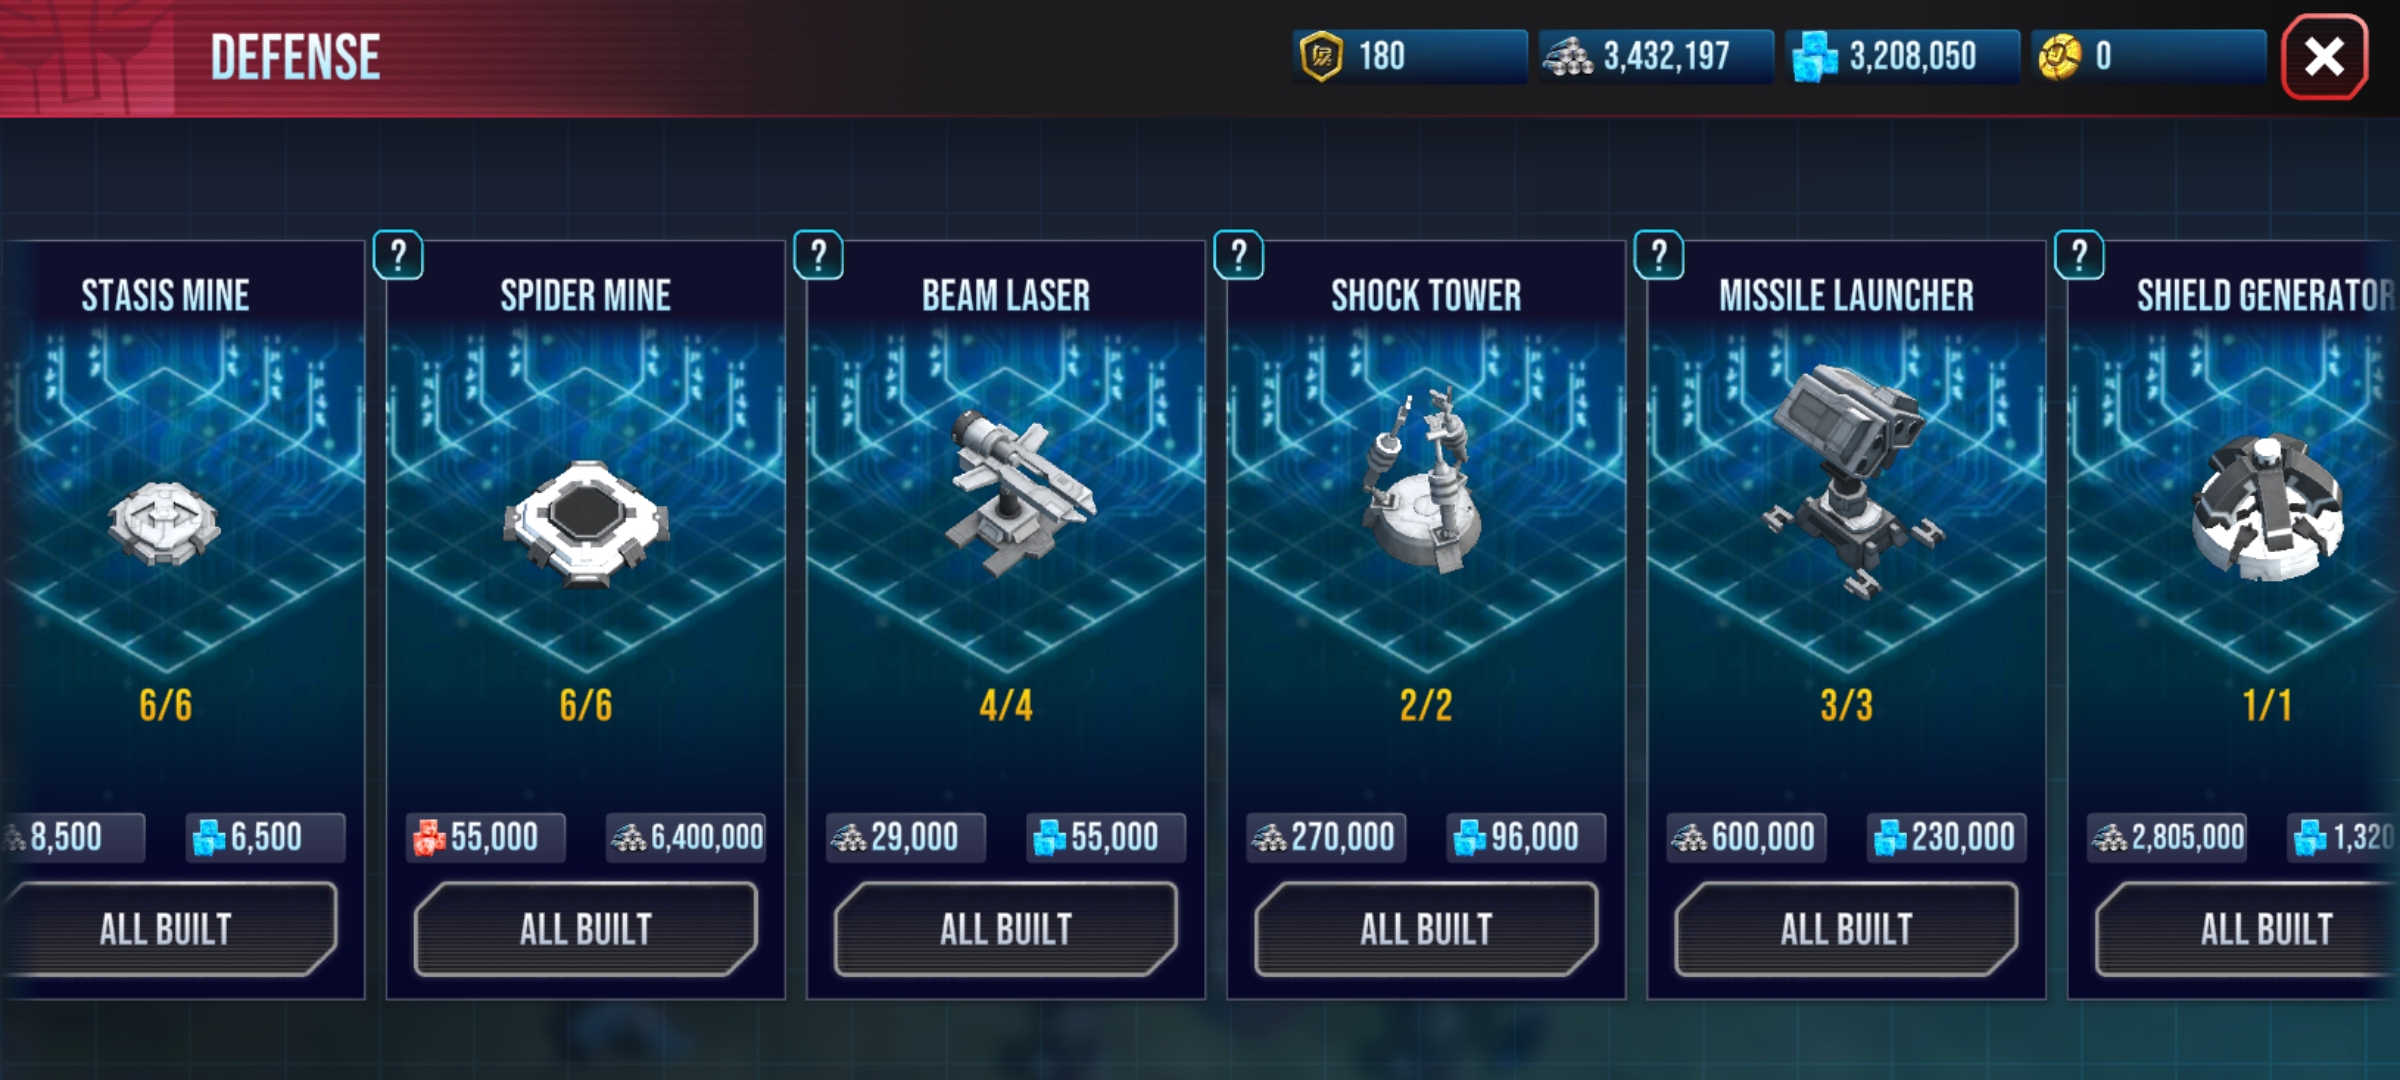 DEFENSE
180
3,432,197
3,208,050
0
STASIS MINE
6/6
8,500
6,500
ALL BUILT
?
SPIDER MINE
6/6
55,000
6,400,000
ALL BUILT
?
BEAM LASER
4/4
29,000
55,000
ALL BUILT
?
SHOCK TOWER
2/2
270,000
96,000
ALL BUILT
?
MISSILE LAUNCHER
3/3
600,000
230,000
ALL BUILT
?
SHIELD GENERATOR
1/1
2,805,000
1,320
ALL BUILT